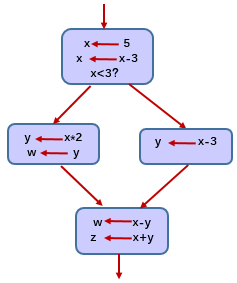 x ← 5
x ← x-3
x<3?
y ← x*2
w ← y
y ← x-3
w ← x-y
z ← x+y